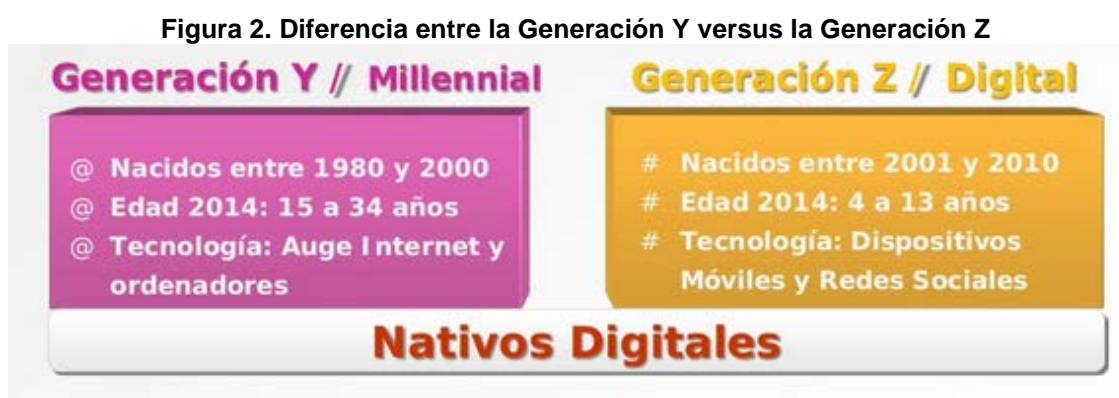 Figura 2. Diferencia entre la Generación Y versus la Generación Z
Generación Y // Millennial
@ Nacidos entre 1980 y 2000
@ Edad 2014: 15 a 34 años
@ Tecnología: Auge Internet y
ordenadores
Generación Z // Digital
# Nacidos entre 2001 y 2010
# Edad 2014: 4 a 13 años
# Tecnología: Dispositivos
Móviles y Redes Sociales
Nativos Digitales